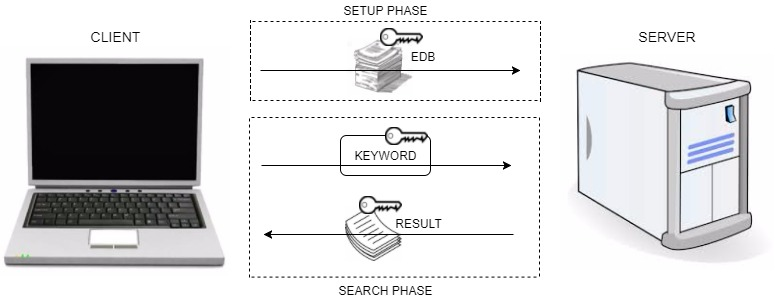 SETUP PHASE
CLIENT
SERVER
EDB
KEYWORD
RESULT
SEARCH PHASE